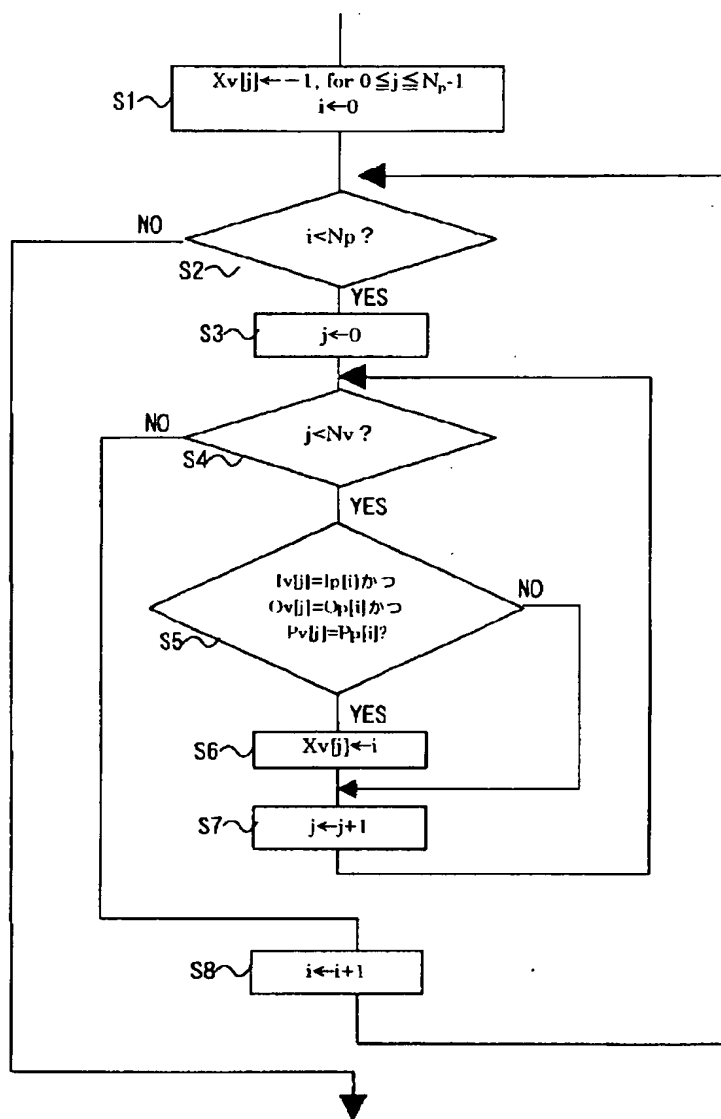 S1
Xv[j]←−1, for 0≦j≦Np-1
i←0
NO
i<Np ?
S2
YES
S3
j←0
NO
j<Nv ?
S4
YES
Iv[j]=Ip[i]かつ
Ov[j]=Op[i]かつ
Pv[j]=Pp[i]?
NO
S5
YES
S6
Xv[j]←i
S7
j←j+1
S8
i←i+1